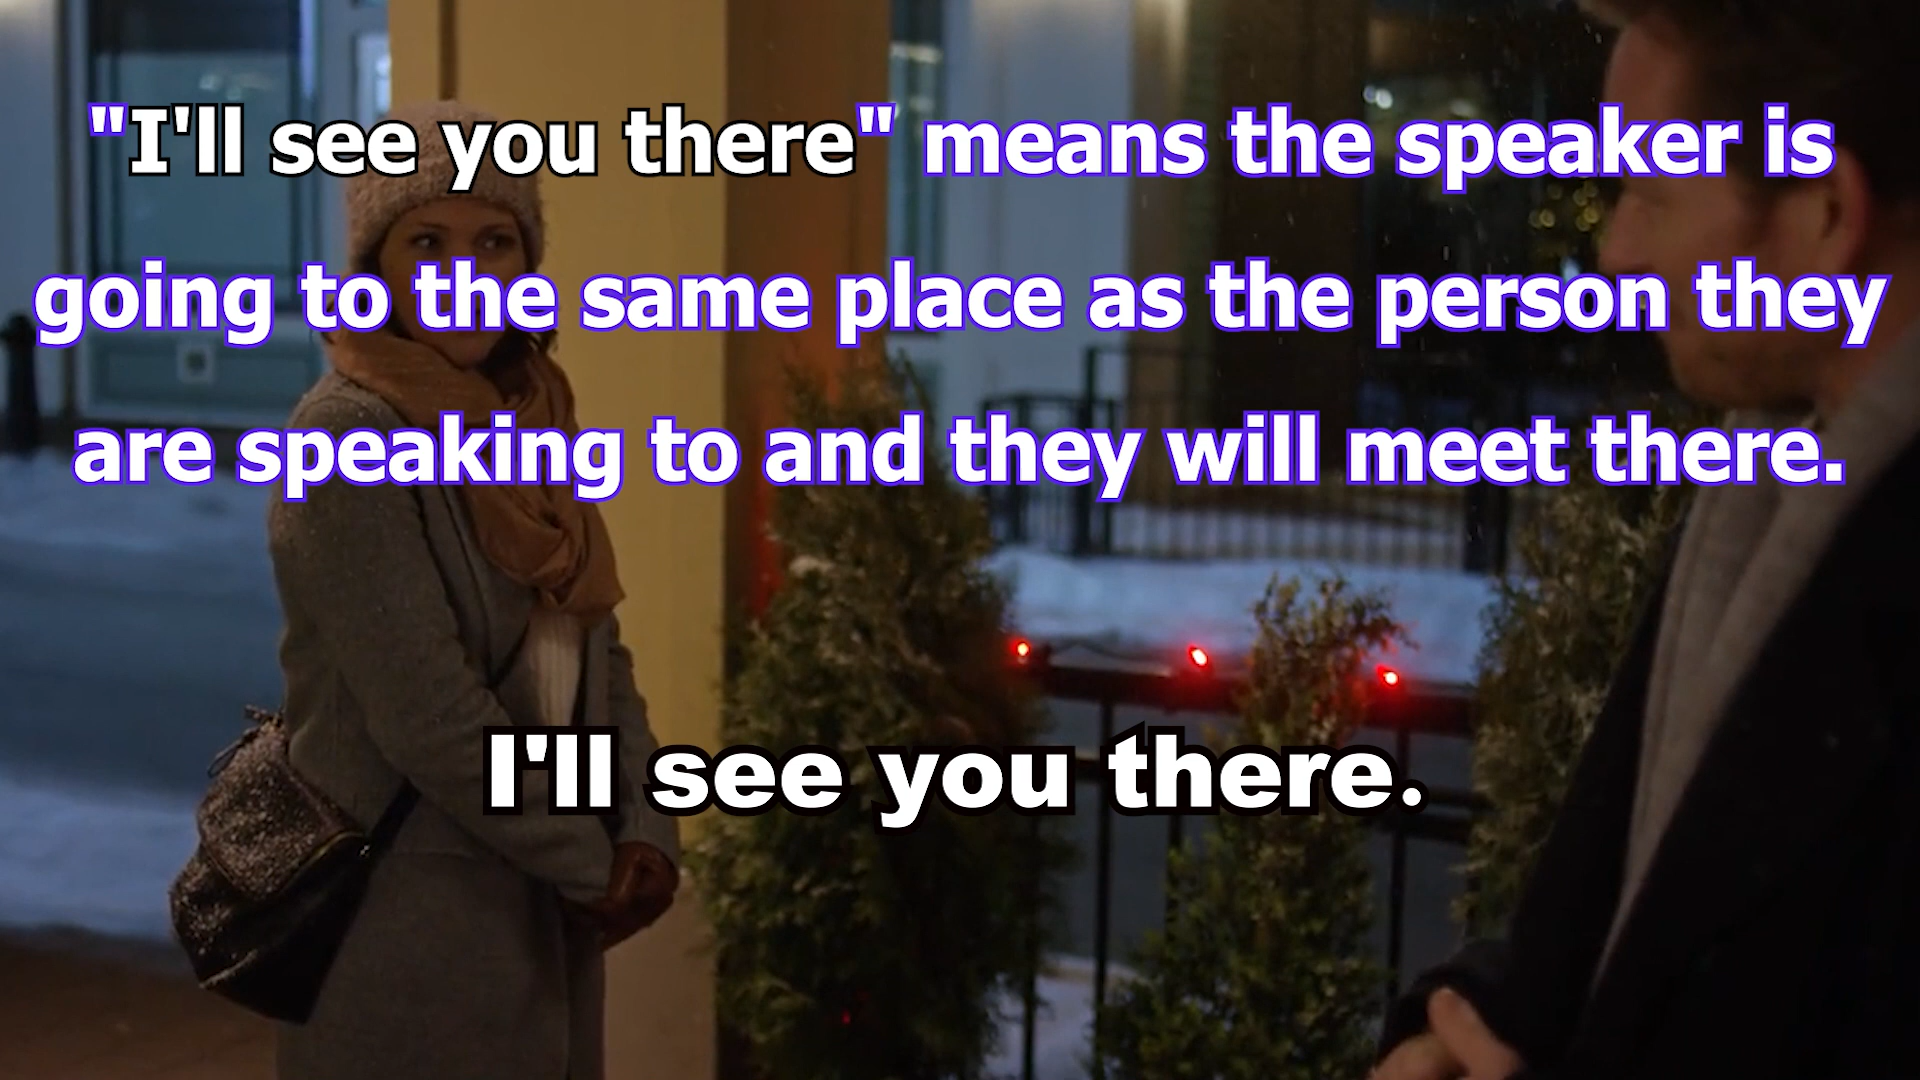 "I'll see you there" means the speaker is
going to the same place as the person they
are speaking to and they will meet there.
I'll see you there.